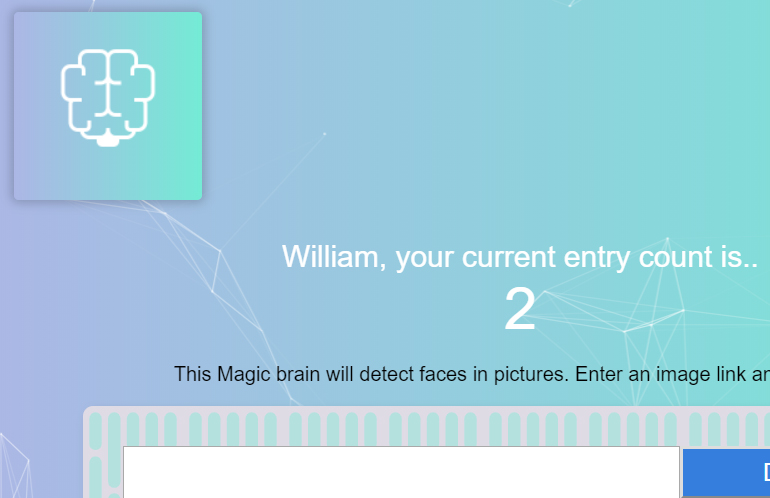 William, your current entry count is..
2
This Magic brain will detect faces in pictures. Enter an image link